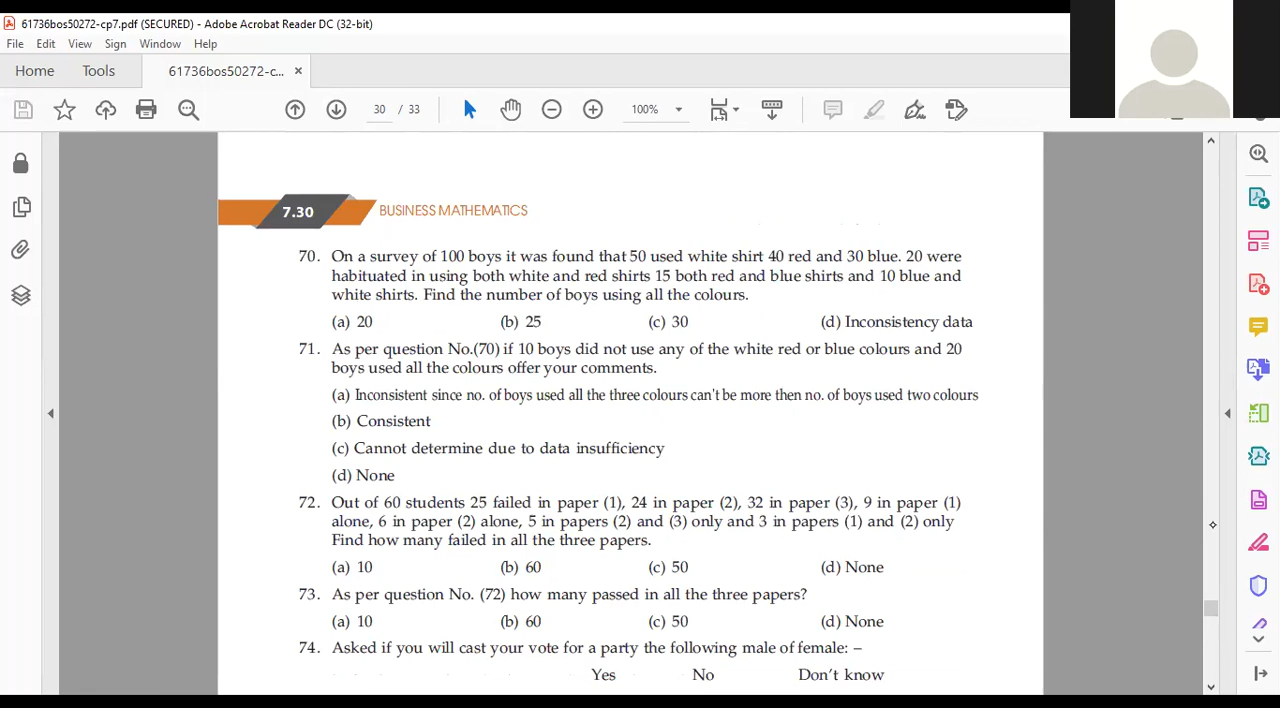 61736bos50272-cp7.pdf (SECURED) - Adobe Acrobat Reader DC (32-bit)
File Edit View Sign Window Help
Home Tools 61736bos50272-c... ×
30 / 33 100%
7.30 BUSINESS MATHEMATICS
70. On a survey of 100 boys it was found that 50 used white shirt 40 red and 30 blue. 20 were
habituated in using both white and red shirts 15 both red and blue shirts and 10 blue and
white shirts. Find the number of boys using all the colours.
(a) 20 (b) 25 (c) 30 (d) Inconsistency data
71. As per question No.(70) if 10 boys did not use any of the white red or blue colours and 20
boys used all the colours offer your comments.
(a) Inconsistent since no. of boys used all the three colours can't be more then no. of boys used two colours
(b) Consistent
(c) Cannot determine due to data insufficiency
(d) None
72. Out of 60 students 25 failed in paper (1), 24 in paper (2), 32 in paper (3), 9 in paper (1)
alone, 6 in paper (2) alone, 5 in papers (2) and (3) only and 3 in papers (1) and (2) only
Find how many failed in all the three papers.
(a) 10 (b) 60 (c) 50 (d) None
73. As per question No. (72) how many passed in all the three papers?
(a) 10 (b) 60 (c) 50 (d) None
74. Asked if you will cast your vote for a party the following male of female: –
Yes No Don't know